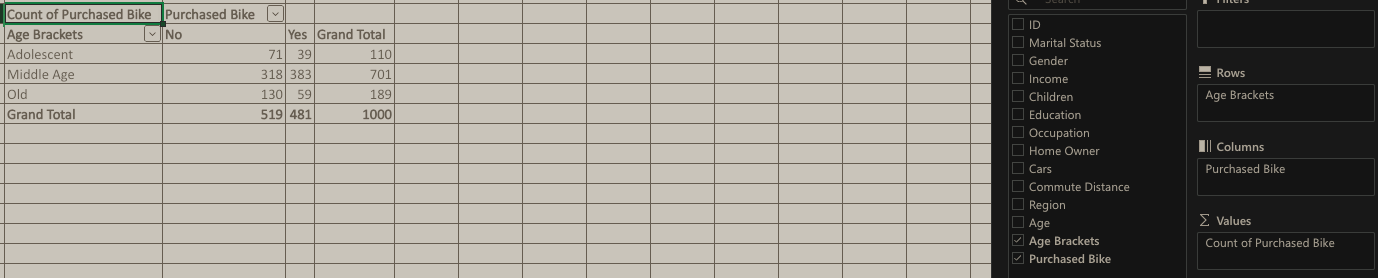 Count of Purchased Bike Purchased Bike
Age Brackets No Yes Grand Total
Adolescent 71 39 110
Middle Age 318 383 701
Old 130 59 189
Grand Total 519 481 1000
Search
ID
Marital Status
Gender
Income
Children
Education
Occupation
Home Owner
Cars
Commute Distance
Region
Age
Age Brackets
Purchased Bike
Filters
Rows
Age Brackets
Columns
Purchased Bike
Values
Count of Purchased Bike